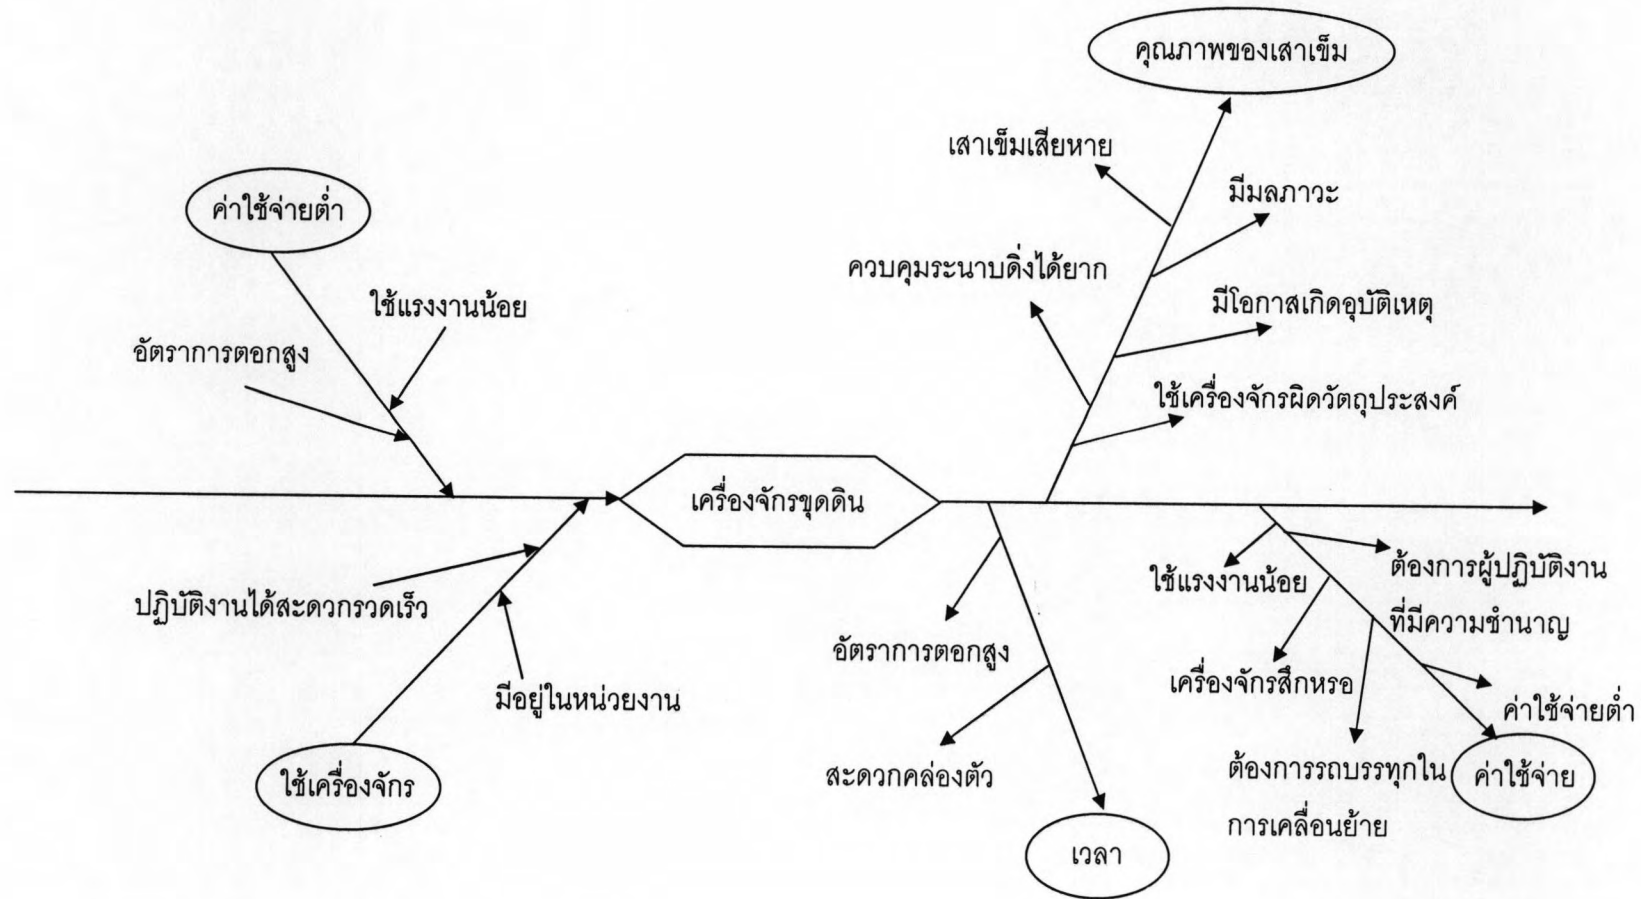 คุณภาพของเสาเข็ม
เสาเข็มเสียหาย
มีมลภาวะ
ค่าใช้จ่ายต่ำ
ควบคุมระนาบดิ่งได้ยาก
ใช้แรงงานน้อย
มีโอกาสเกิดอุบัติเหตุ
อัตราการตอกสูง
ใช้เครื่องจักรผิดวัตถุประสงค์
เครื่องจักรขุดดิน
ปฏิบัติงานได้สะดวกรวดเร็ว
มีอยู่ในหน่วยงาน
ใช้เครื่องจักร
อัตราการตอกสูง
สะดวกคล่องตัว
เวลา
ใช้แรงงานน้อย
ต้องการผู้ปฏิบัติงาน
ที่มีความชำนาญ
เครื่องจักรสึกหรอ
ค่าใช้จ่ายต่ำ
ต้องการรถบรรทุกใน
การเคลื่อนย้าย
ค่าใช้จ่าย